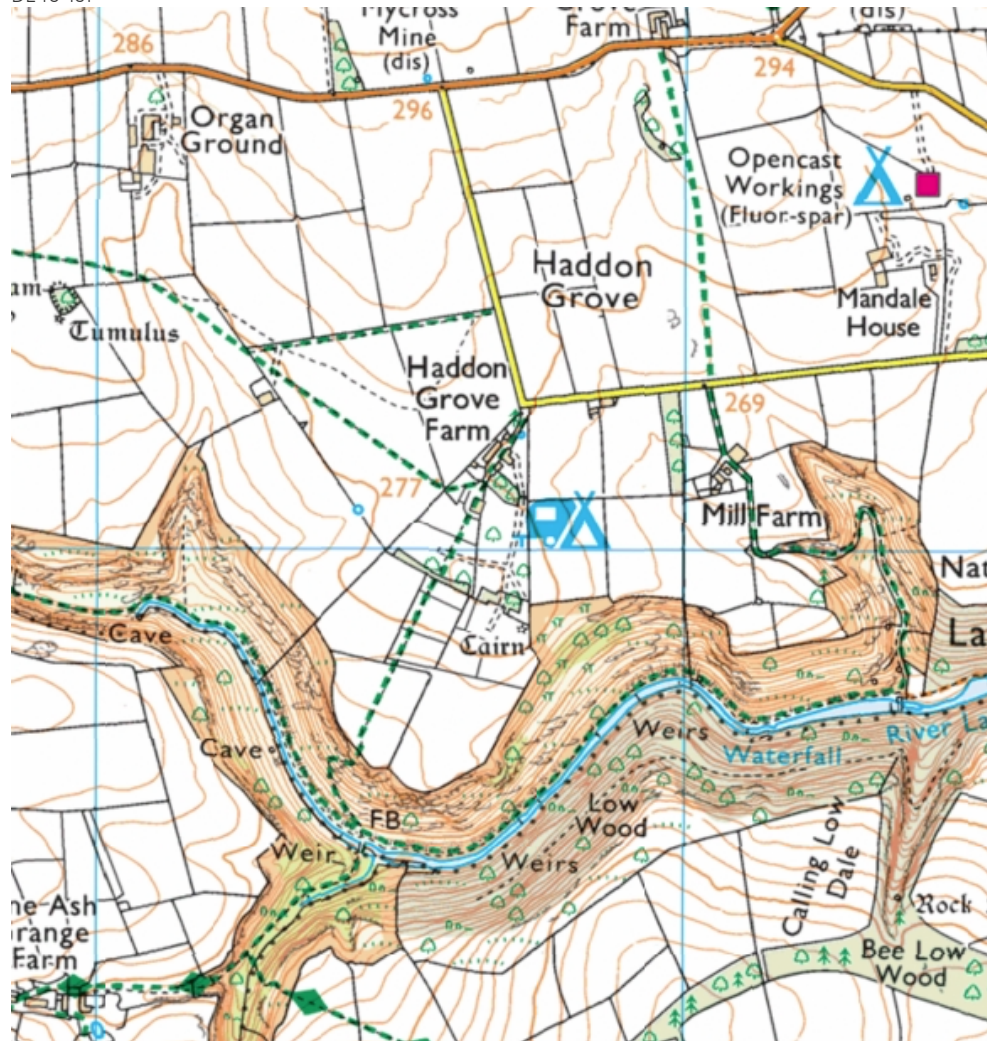 Mycross
Mine
(dis)
Grove
Farm
(dis)
286
294
296
Organ
Ground
Opencast
Workings
(Fluor-spar)
Haddon
Grove
Mandale
House
Tumulus
Haddon
Grove
Farm
269
277
Mill Farm
Nat
Cave
Cairn
La
Cave
Weirs
River La
Waterfall
FB
Low
Wood
Weir
Weirs
Calling Low
Dale
ne Ash
range
Farm
Rock
Bee Low
Wood